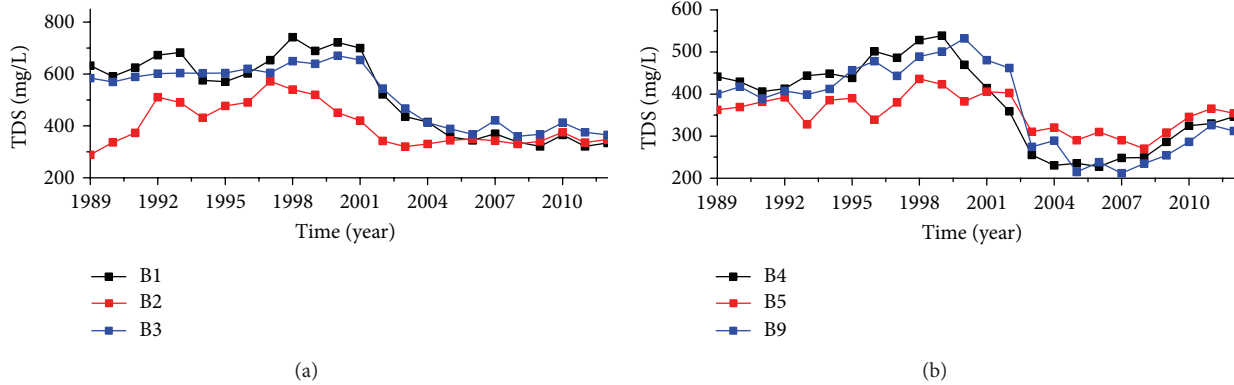 TDS (mg/L)
800
600
400
200
1989 1992 1995 1998 2001 2004 2007 2010
Time (year)
B1
B2
B3
(a)
TDS (mg/L)
600
500
400
300
200
1989 1992 1995 1998 2001 2004 2007 2010
Time (year)
B4
B5
B9
(b)